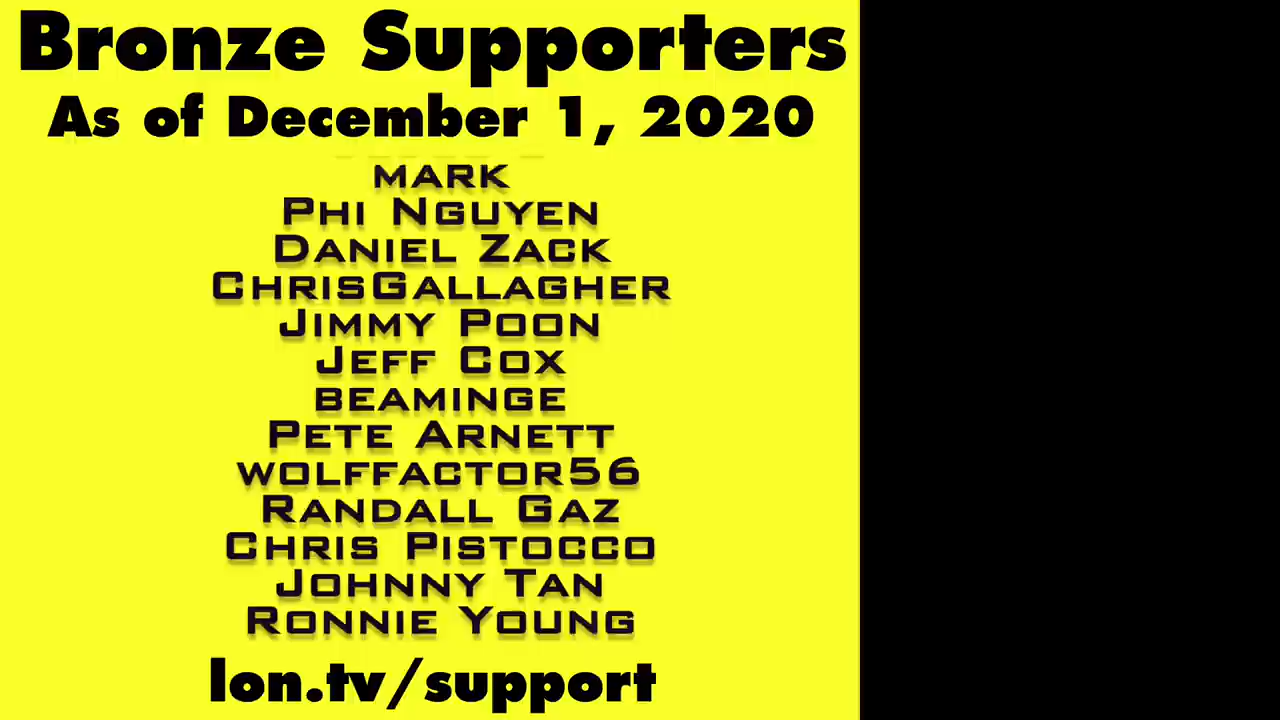 Bronze Supporters
As of December 1, 2020
MARK
PHI NGUYEN
DANIEL ZACK
CHRISGALLAGHER
JIMMY POON
JEFF COX
BEAMINGE
PETE ARNETT
WOLFFACTOR56
RANDALL GAZ
CHRIS PISTOCCO
JOHNNY TAN
RONNIE YOUNG
lon.tv/support